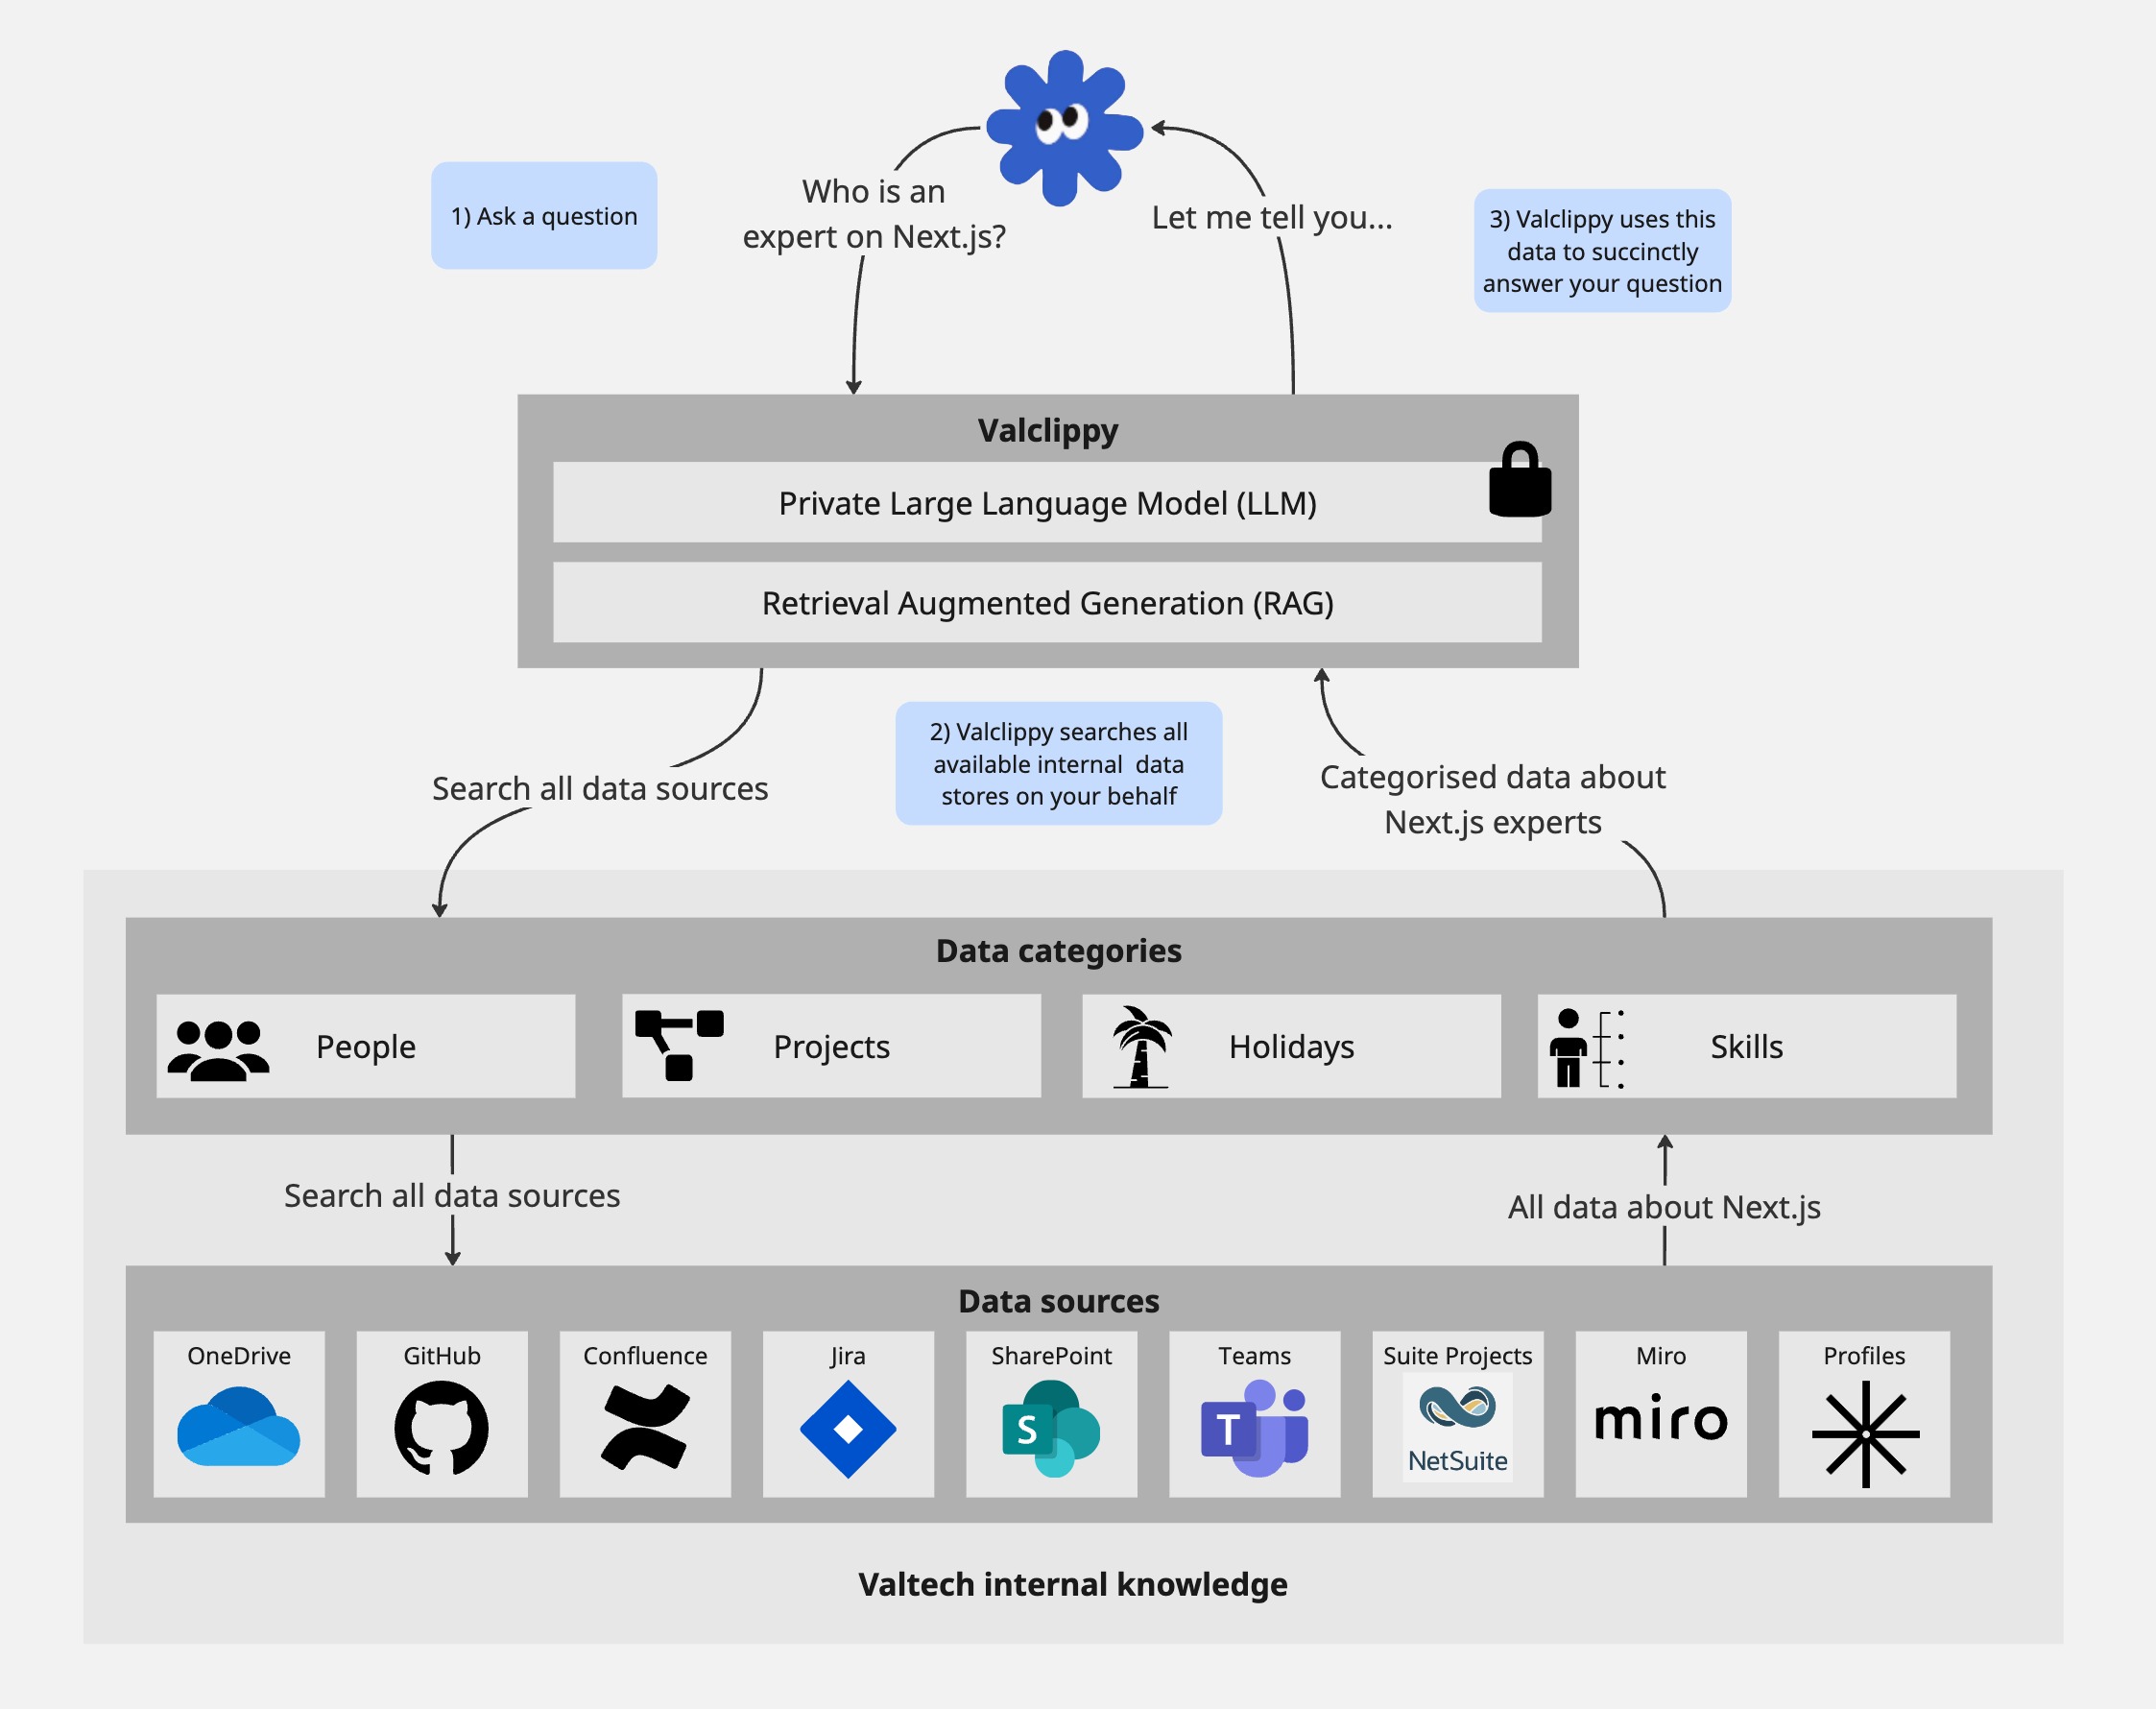 1) Ask a question
Who is an
expert on Next.js?
Let me tell you...
3) Valclippy uses this
data to succinctly
answer your question
Valclippy
Private Large Language Model (LLM)
Retrieval Augmented Generation (RAG)
Search all data sources
2) Valclippy searches all
available internal  data
stores on your behalf
Categorised data about
Next.js experts
Data categories
People
Projects
Holidays
Skills
Search all data sources
All data about Next.js
Data sources
OneDrive
GitHub
Confluence
Jira
SharePoint
S
Teams
T
Suite Projects
NetSuite
Miro
miro
Profiles
Valtech internal knowledge